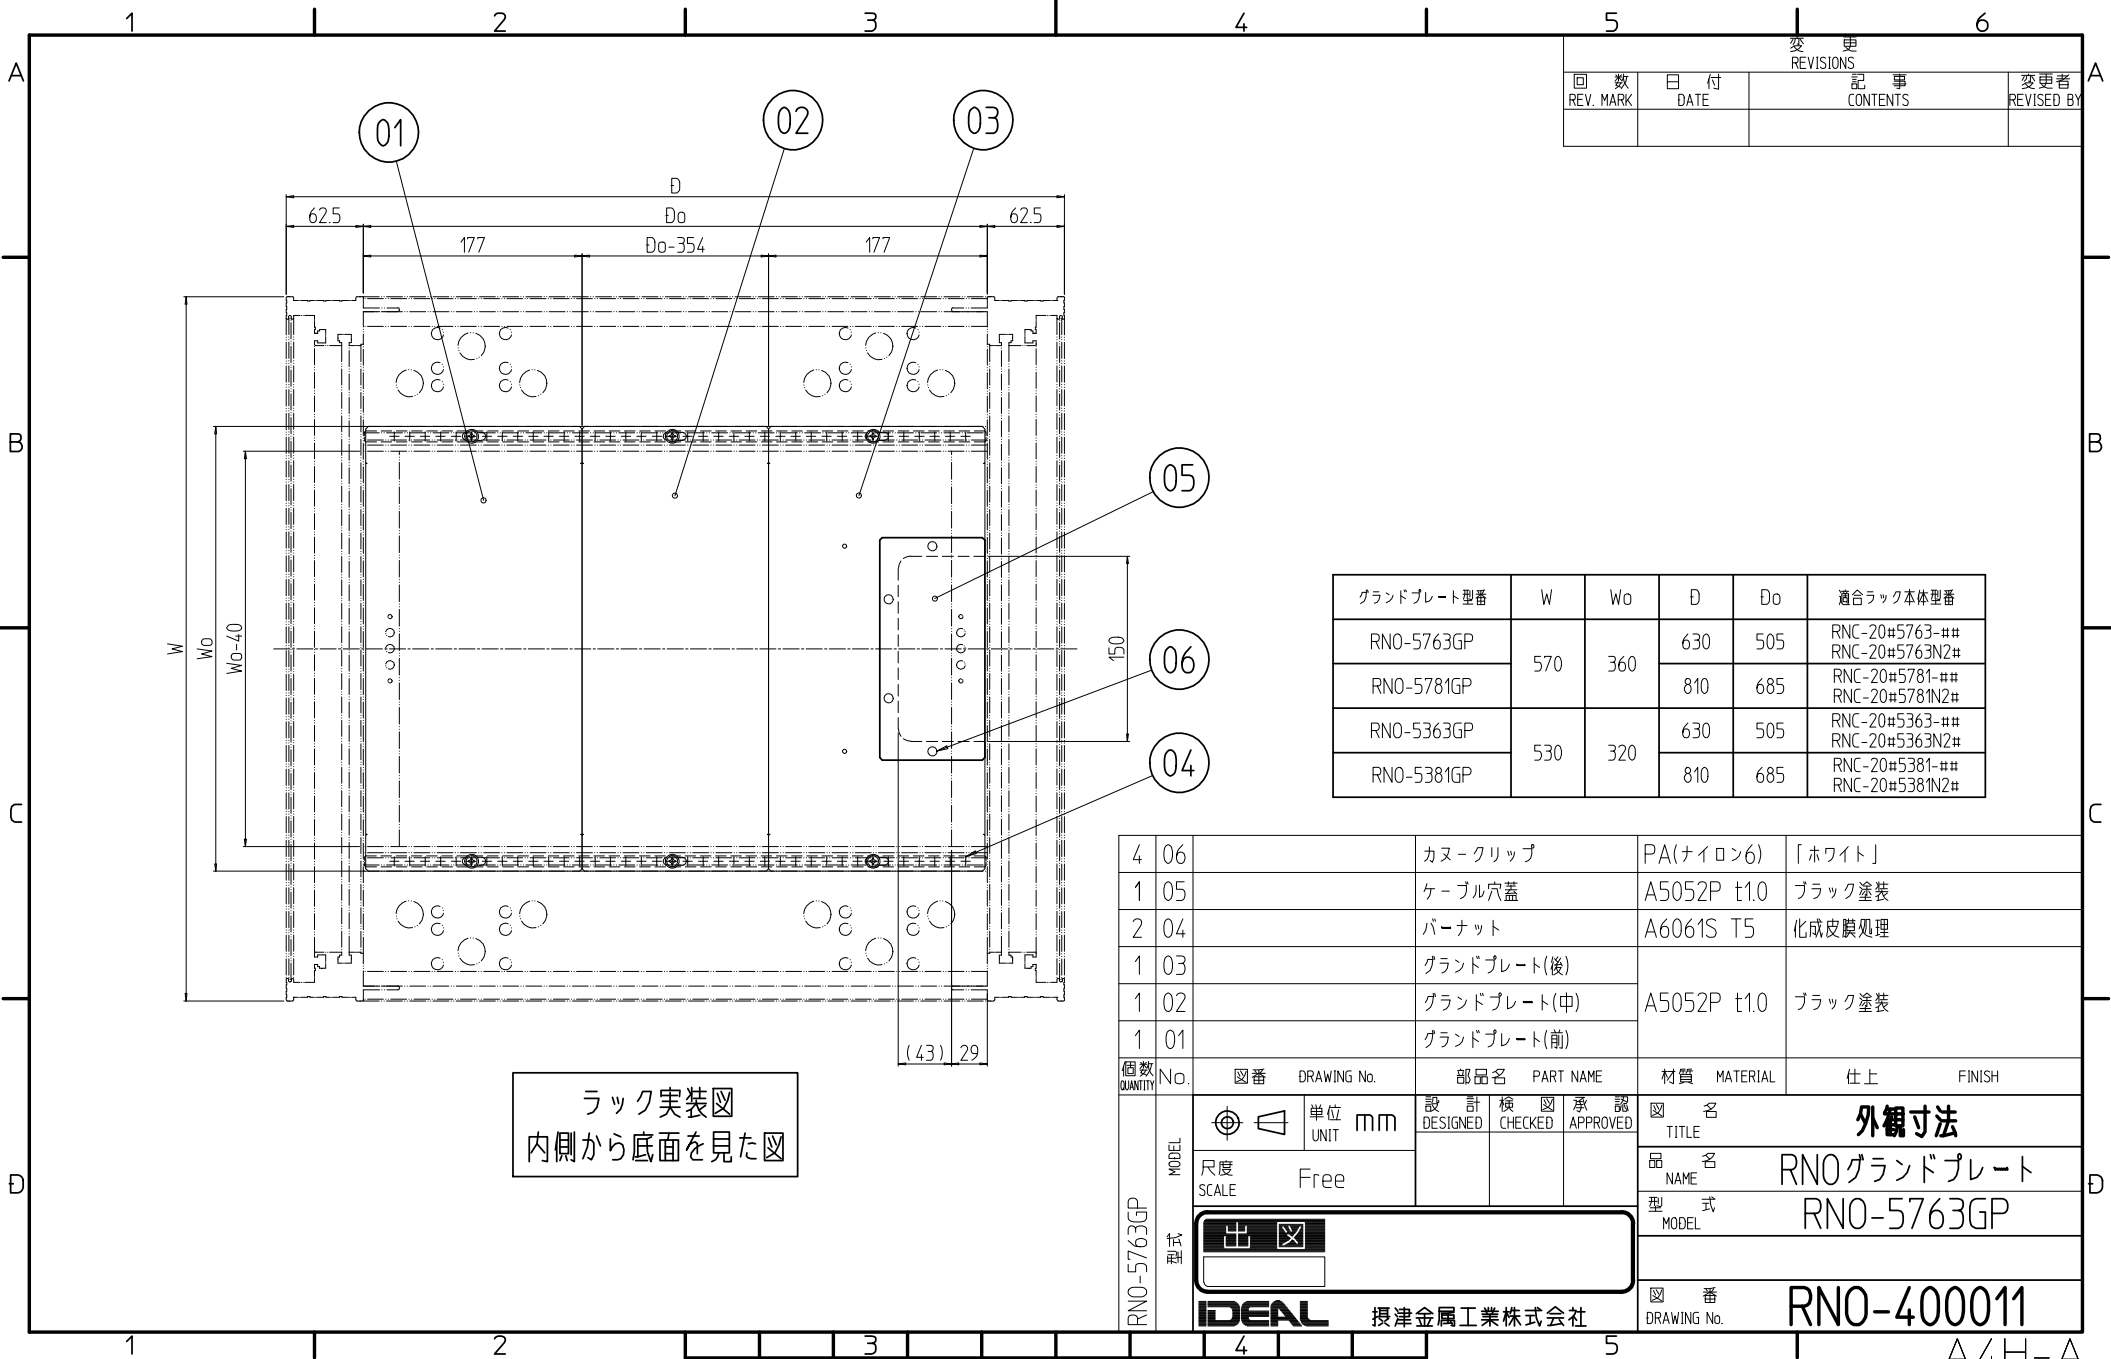 1 2 3 4 5 6
A
A
変 更
REVISIONS
回 数 日 付 記 事 変更者
REV. MARK DATE CONTENTS REVISED BY
01
02
03
D
62.5 Do 62.5
177 Do-354 177
B
B
05
W
Wo
Wo-40
150
06
04
(43) 29
グランドプレート型番 W Wo D Do 適合ラック本体型番
RNO-5763GP 570 360 630 505 RNC-20#5763-##
RNC-20#5763N2#
RNO-5781GP 810 685 RNC-20#5781-##
RNC-20#5781N2#
RNO-5363GP 530 320 630 505 RNC-20#5363-##
RNC-20#5363N2#
RNO-5381GP 810 685 RNC-20#5381-##
RNC-20#5381N2#
C
C
4 06 カヌークリップ PA(ナイロン6) 「ホワイト」
1 05 ケーブル穴蓋 A5052P t1.0 ブラック塗装
2 04 バーナット A6061S T5 化成皮膜処理
1 03 グランドプレート(後)
1 02 グランドプレート(中) A5052P t1.0 ブラック塗装
1 01 グランドプレート(前)
個数 No. 図番 DRAWING No. 部品名 PART NAME 材質 MATERIAL 仕上 FINISH
QUANTITY
ラック実装図
内側から底面を見た図
D
D
RNO-5763GP
型式 MODEL
単位 mm
UNIT
尺度 Free
SCALE
設 計 検 図 承 認
DESIGNED CHECKED APPROVED
図 名 外観寸法
TITLE
品 名 RNOグランドプレート
NAME
型 式 RNO-5763GP
MODEL
出 図
IDEAL 摂津金属工業株式会社
図 番 RNO-400011
DRAWING No.
1 2 3 4 5